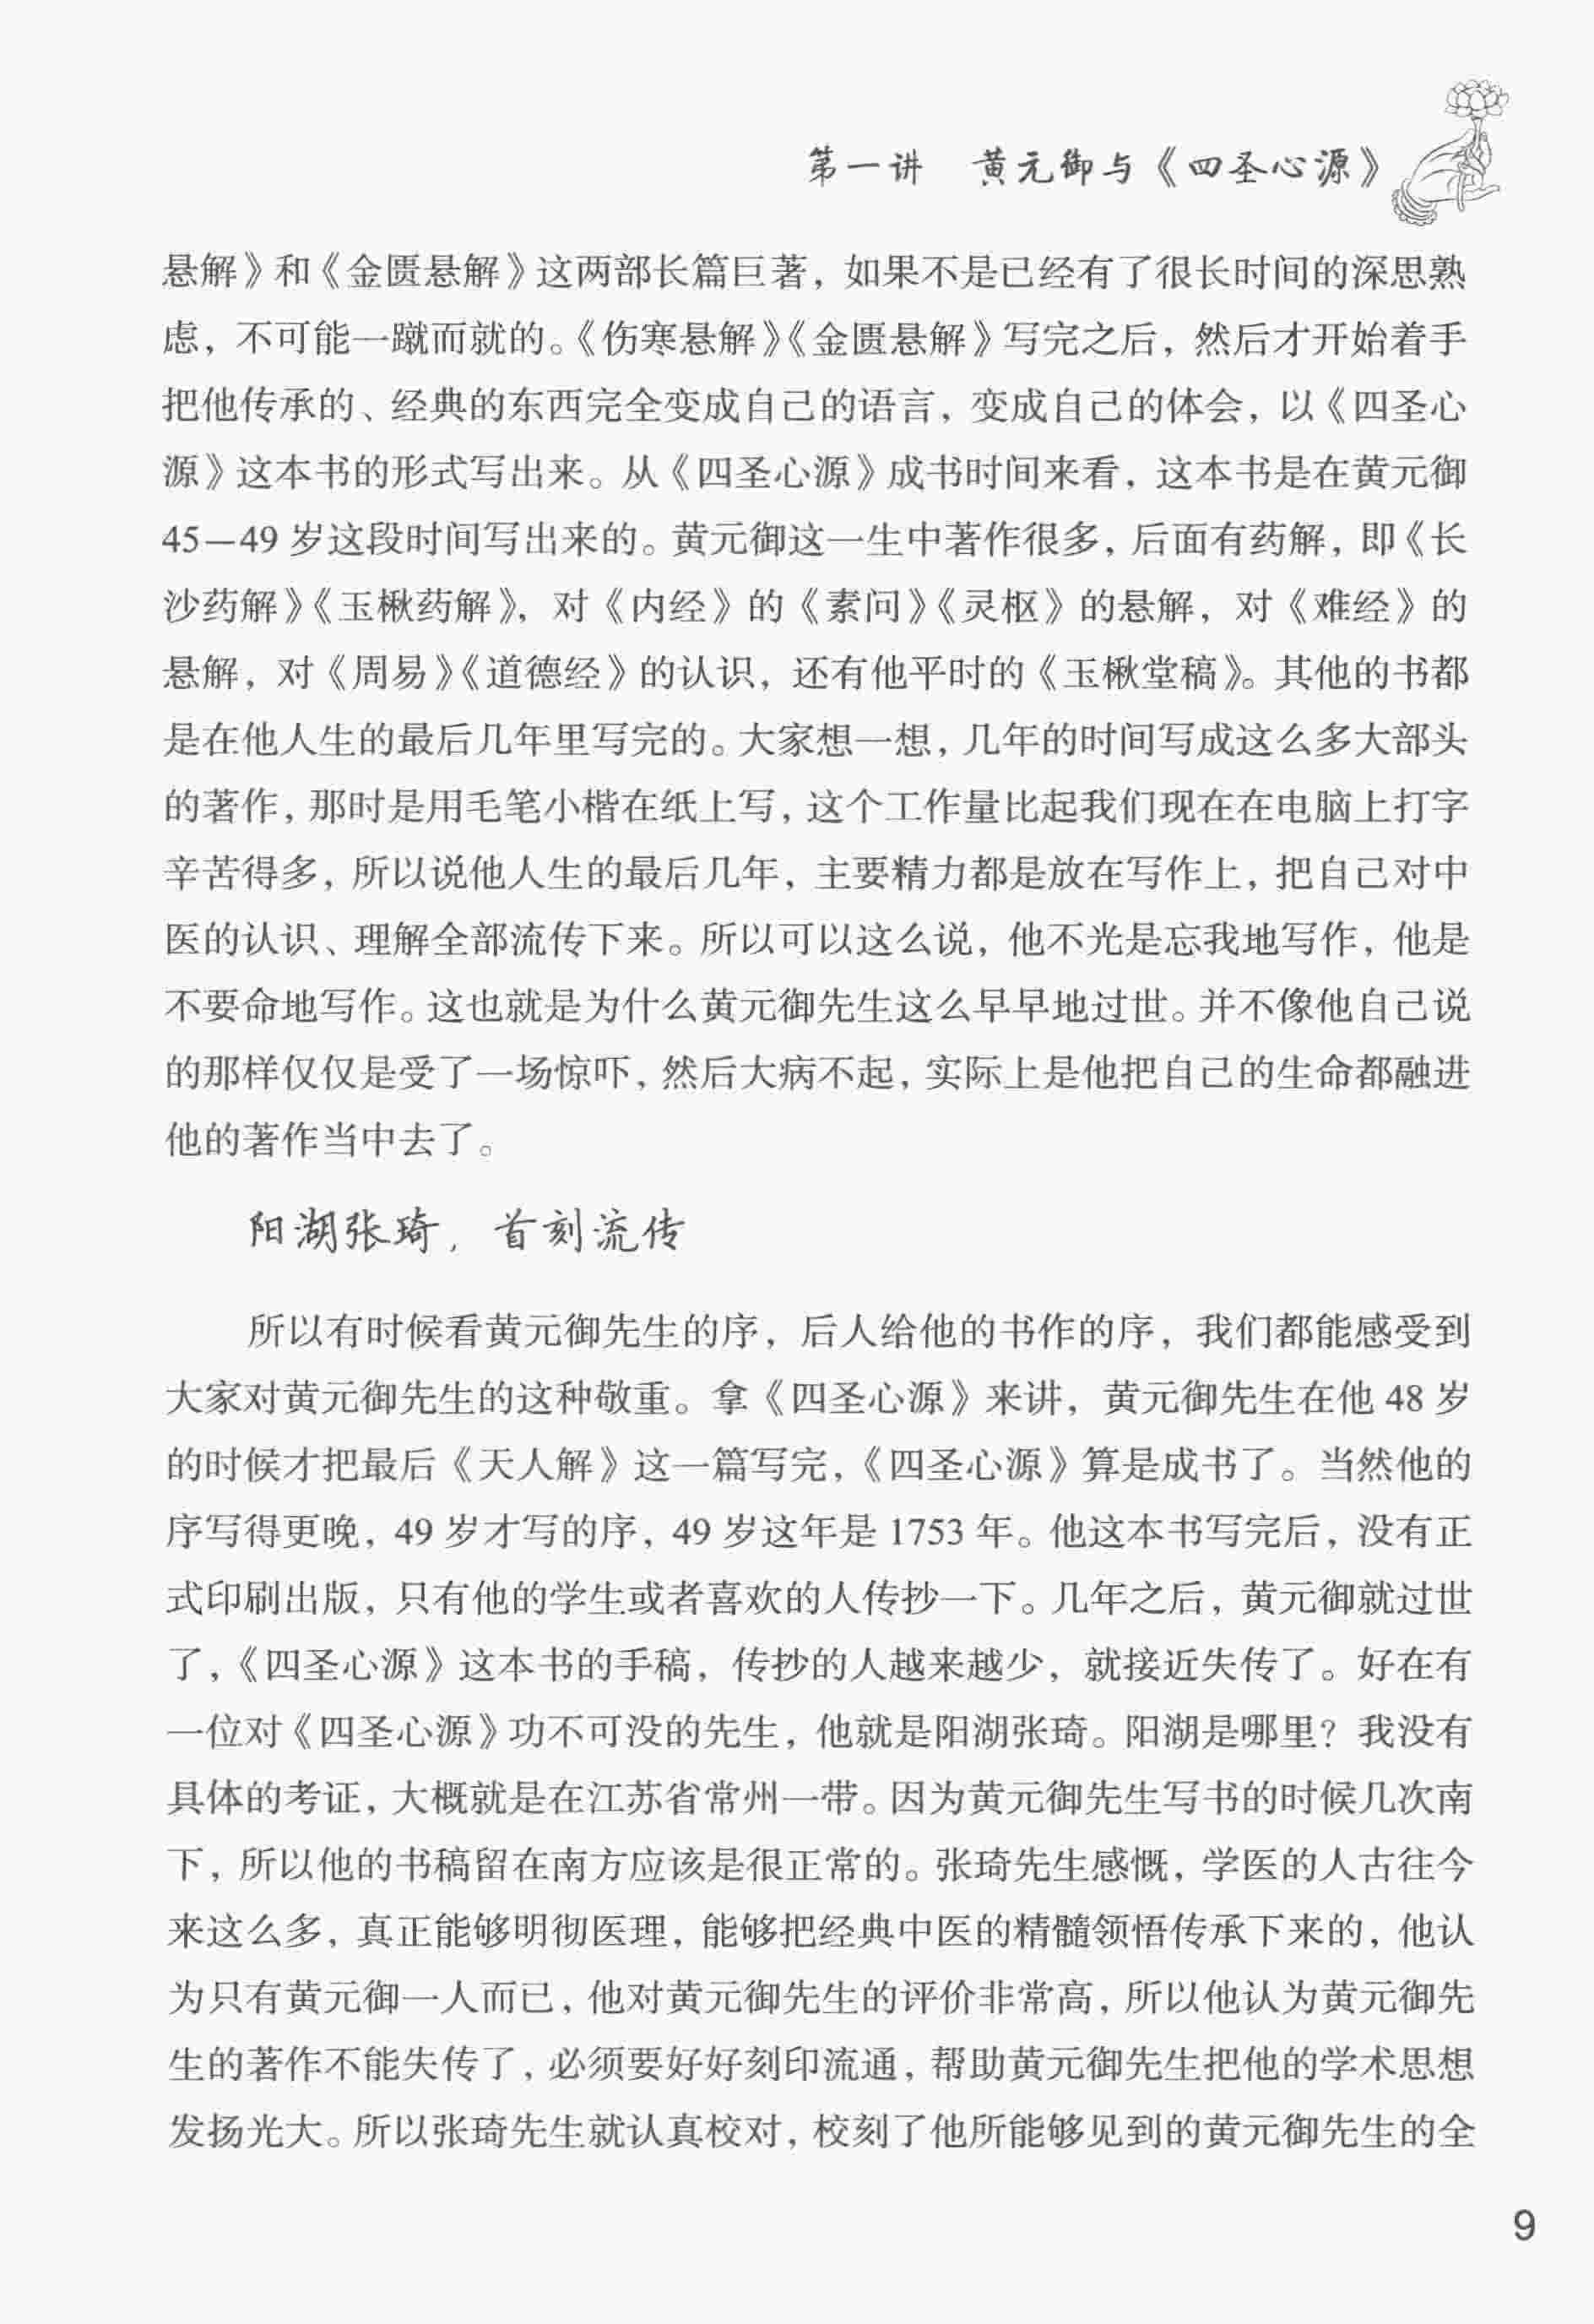 第一讲 黄元御与《四圣心源》
悬解》和《金匮悬解》这两部长篇巨著，如果不是已经有了很长时间的深思熟
虑，不可能一蹴而就的。《伤寒悬解》《金匮悬解》写完之后，然后才开始着手
把他传承的、经典的东西完全变成自己的语言，变成自己的体会，以《四圣心
源》这本书的形式写出来。从《四圣心源》成书时间来看，这本书是在黄元御
45—49 岁这段时间写出来的。黄元御这一生中著作很多，后面有药解，即《长
沙药解》《玉楸药解》，对《内经》的《素问》《灵枢》的悬解，对《难经》的
悬解，对《周易》《道德经》的认识，还有他平时的《玉楸堂稿》。其他的书都
是在他人生的最后几年里写完的。大家想一想，几年的时间写成这么多大部头
的著作，那时是用毛笔小楷在纸上写，这个工作量比起我们现在在电脑上打字
辛苦得多，所以说他人生的最后几年，主要精力都是放在写作上，把自己对中
医的认识、理解全部流传下来。所以可以这么说，他不光是忘我地写作，他是
不要命地写作。这也就是为什么黄元御先生这么早早地过世。并不像他自己说
的那样仅仅是受了一场惊吓，然后大病不起，实际上是他把自己的生命都融进
他的著作当中去了。
阳湖张琦，首刻流传
所以有时候看黄元御先生的序，后人给他的书作的序，我们都能感受到
大家对黄元御先生的这种敬重。拿《四圣心源》来讲，黄元御先生在他 48 岁
的时候才把最后《天人解》这一篇写完，《四圣心源》算是成书了。当然他的
序写得更晚，49 岁才写的序，49 岁这年是 1753 年。他这本书写完后，没有正
式印刷出版，只有他的学生或者喜欢的人传抄一下。几年之后，黄元御就过世
了，《四圣心源》这本书的手稿，传抄的人越来越少，就接近失传了。好在有
一位对《四圣心源》功不可没的先生，他就是阳湖张琦。阳湖是哪里？我没有
具体的考证，大概就是在江苏省常州一带。因为黄元御先生写书的时候几次南
下，所以他的书稿留在南方应该是很正常的。张琦先生感慨，学医的人古往今
来这么多，真正能够明彻医理，能够把经典中医的精髓领悟传承下来的，他认
为只有黄元御一人而已，他对黄元御先生的评价非常高，所以他认为黄元御先
生的著作不能失传了，必须要好好刻印流通，帮助黄元御先生把他的学术思想
发扬光大。所以张琦先生就认真校对，校刻了他所能够见到的黄元御先生的全
9